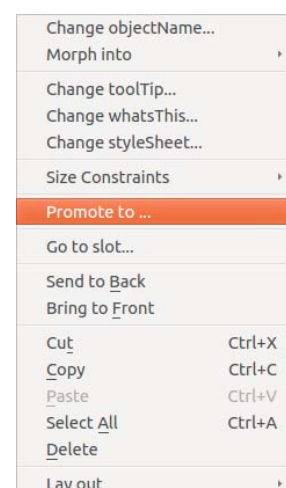 Change objectName...
Morph into
Change toolTip...
Change whatsThis...
Change styleSheet...
Size Constraints
Promote to ...
Go to slot...
Send to Back
Bring to Front
Cut Ctrl+X
Copy Ctrl+C
Paste Ctrl+V
Select All Ctrl+A
Delete
Lay out